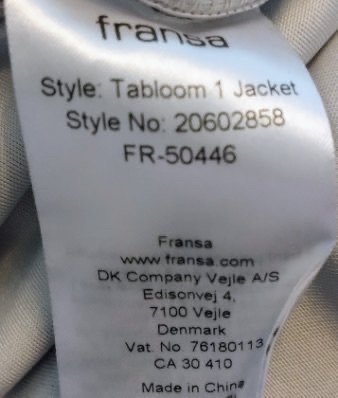 fransa
Style: Tabloom 1 Jacket
Style No: 20602858
FR-50446
Fransa
www.fransa.com
DK Company Vejle A/S
Edisonvej 4,
7100 Vejle
Denmark
Vat. No. 76180113
CA 30 410
Made in China